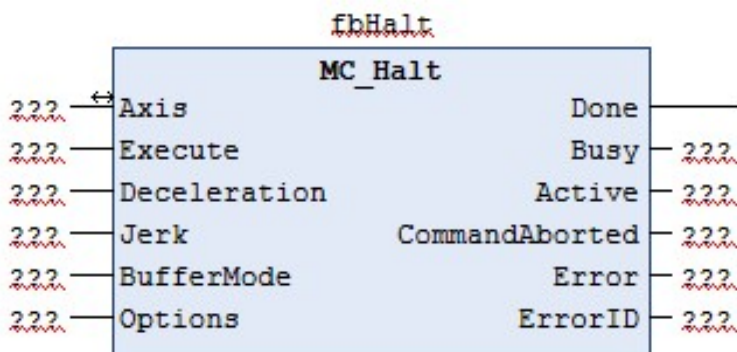 fbHalt
MC_Halt
??? Axis Done
??? Execute Busy ???
??? Deceleration Active ???
??? Jerk CommandAborted ???
??? BufferMode Error ???
??? Options ErrorID ???